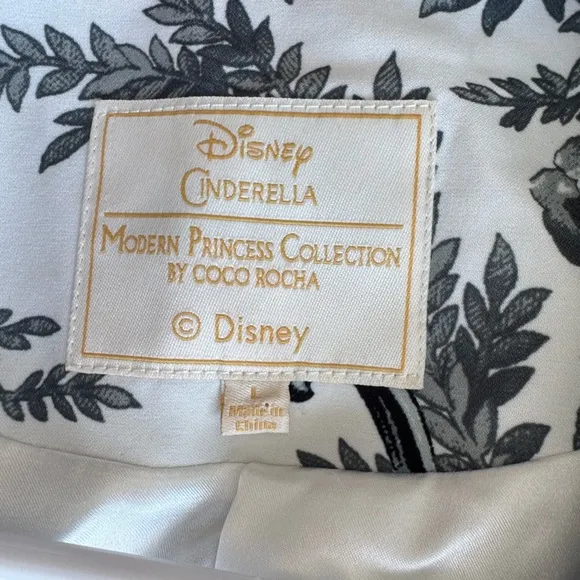 Disney
CINDERELLA
MODERN PRINCESS COLLECTION
BY COCO ROCHA
© Disney
L
Made in
China